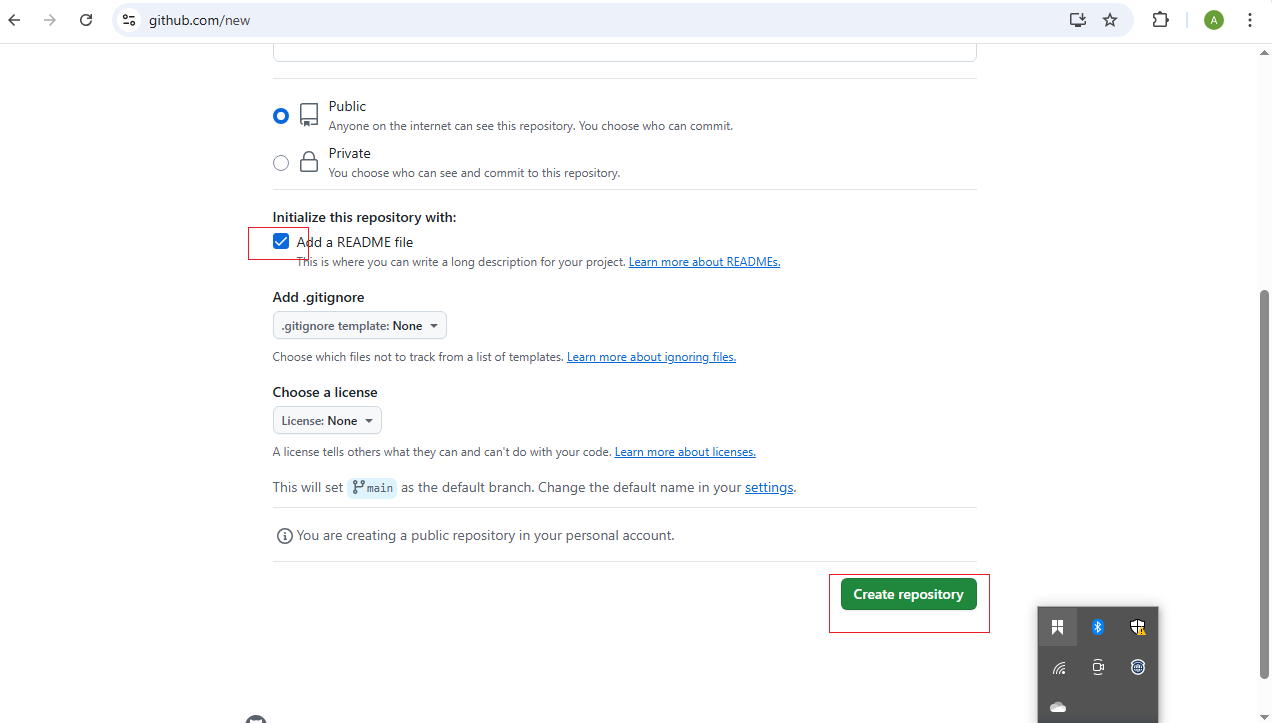 github.com/new
A
Public
Anyone on the internet can see this repository. You choose who can commit.
Private
You choose who can see and commit to this repository.
Initialize this repository with:
Add a README file
This is where you can write a long description for your project. Learn more about READMEs.
Add .gitignore
.gitignore template: None
Choose which files not to track from a list of templates. Learn more about ignoring files.
Choose a license
License: None
A license tells others what they can and can't do with your code. Learn more about licenses.
This will set main as the default branch. Change the default name in your settings.
You are creating a public repository in your personal account.
Create repository